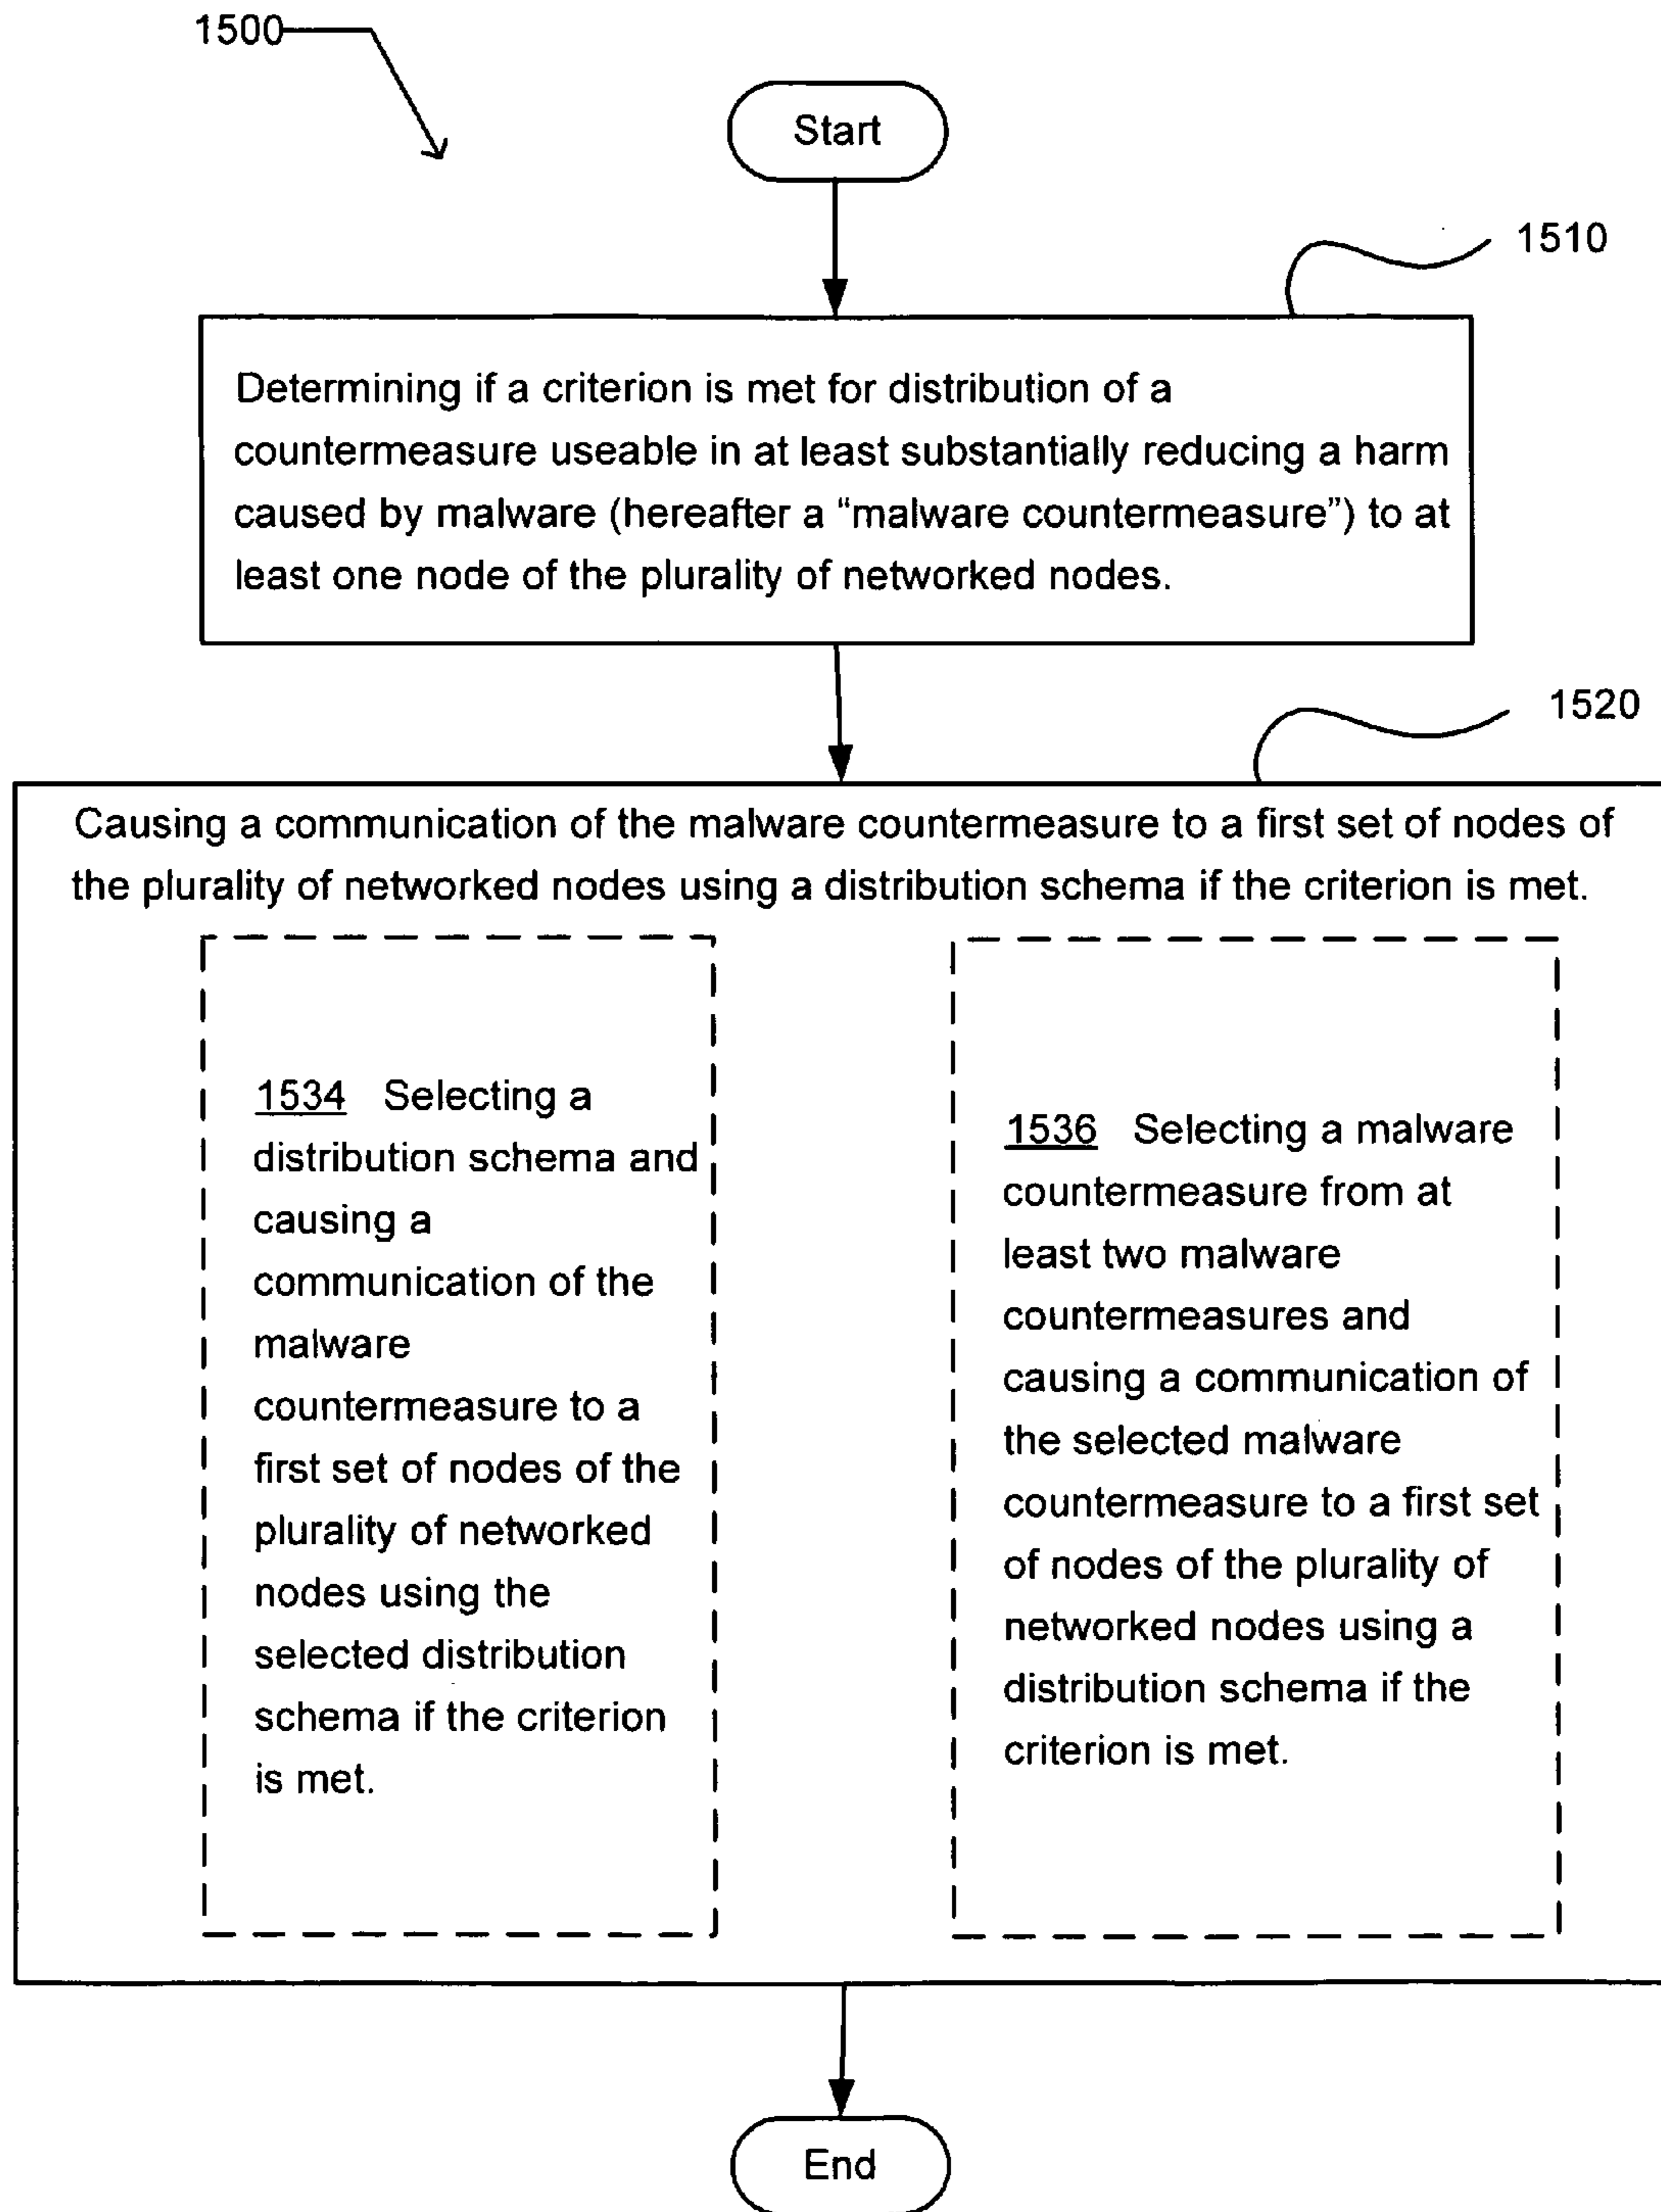 1500
Start
1510
Determining if a criterion is met for distribution of a
countermeasure useable in at least substantially reducing a harm
caused by malware (hereafter a “malware countermeasure”) to at
least one node of the plurality of networked nodes.
1520
Causing a communication of the malware countermeasure to a first set of nodes of
the plurality of networked nodes using a distribution schema if the criterion is met.
1534 Selecting a
distribution schema and
causing a
communication of the
malware
countermeasure to a
first set of nodes of the
plurality of networked
nodes using the
selected distribution
schema if the criterion
is met.
1536 Selecting a malware
countermeasure from at
least two malware
countermeasures and
causing a communication of
the selected malware
countermeasure to a first set
of nodes of the plurality of
networked nodes using a
distribution schema if the
criterion is met.
End